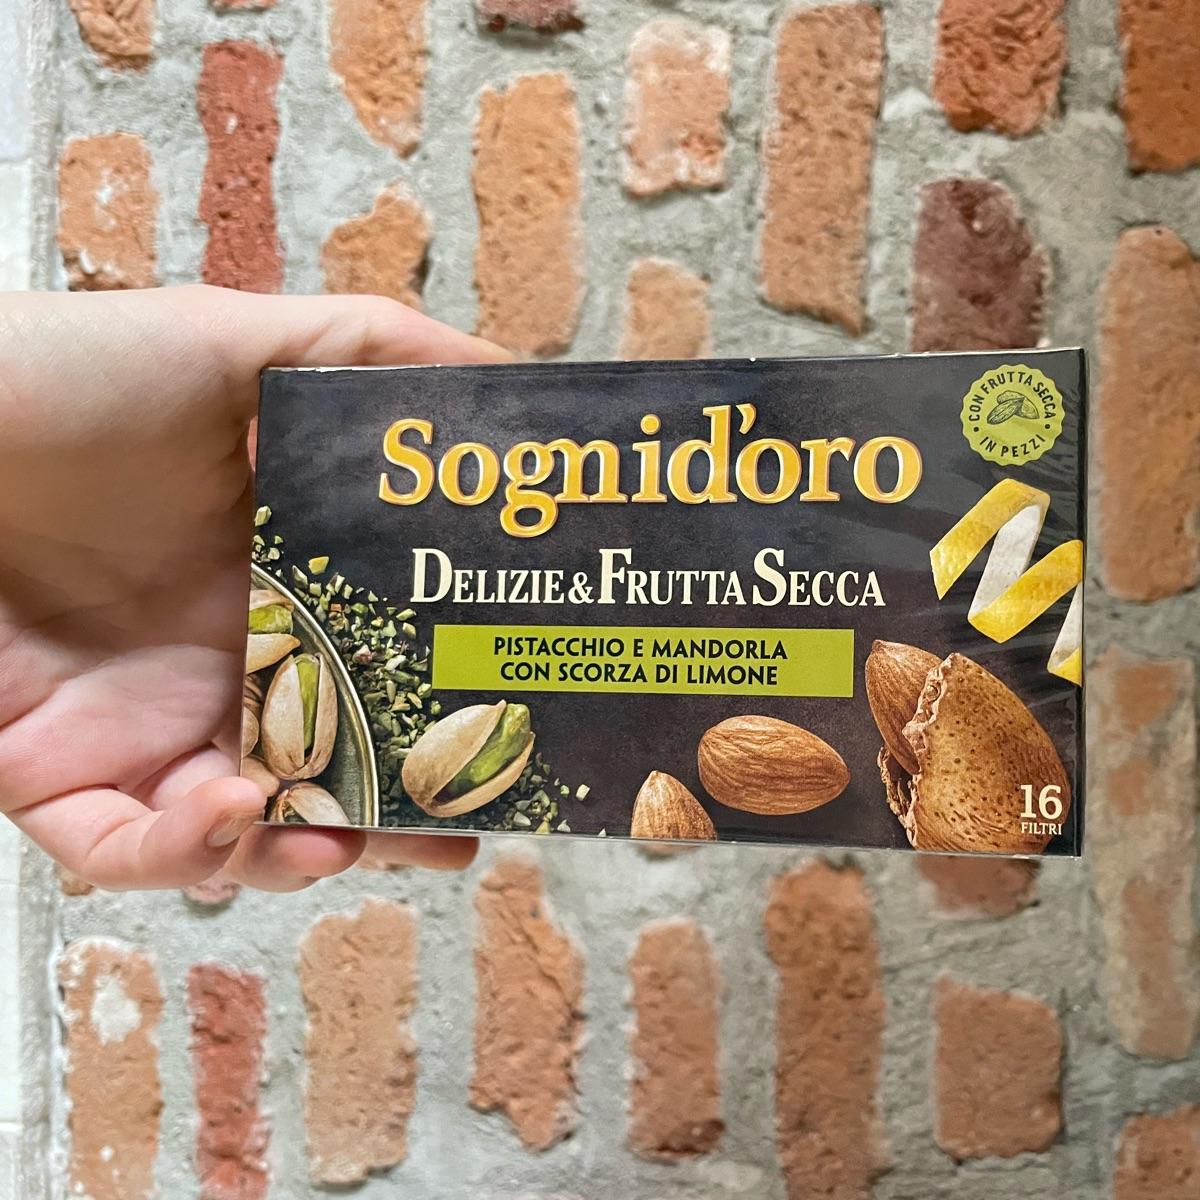 Sognid'oro
CON FRUTTA SECCA
IN PEZZI
DELIZIE & FRUTTA SECCA
PISTACCHIO E MANDORLA
CON SCORZA DI LIMONE
16
FILTRI